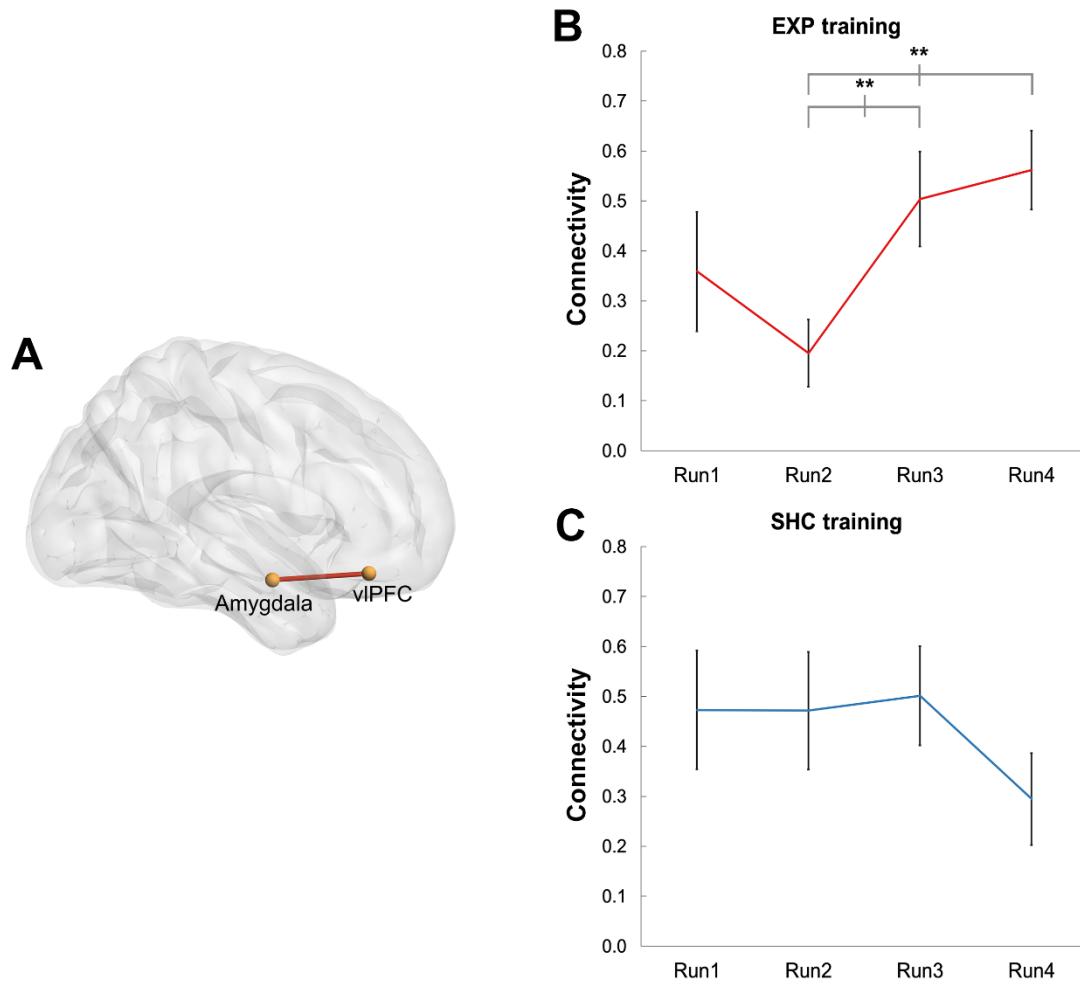 A
Amygdala
vlPFC
B
EXP training
**
**
Connectivity
0.8
0.7
0.6
0.5
0.4
0.3
0.2
0.1
0.0
Run1 Run2 Run3 Run4
C
SHC training
Connectivity
0.8
0.7
0.6
0.5
0.4
0.3
0.2
0.1
0.0
Run1 Run2 Run3 Run4